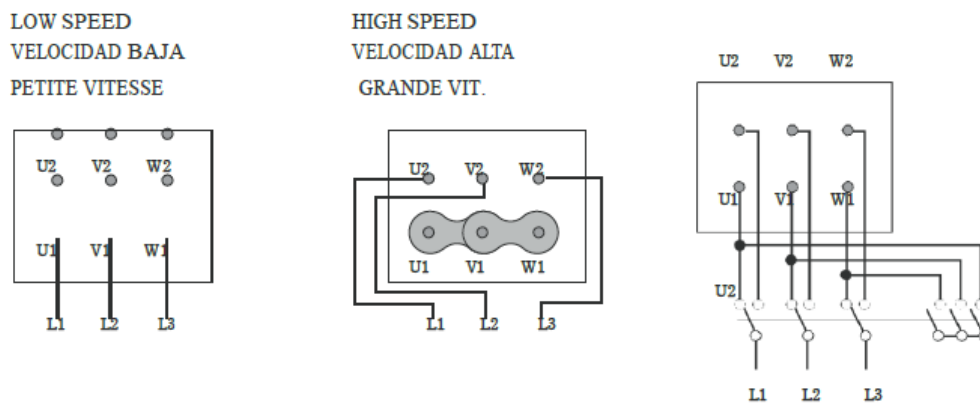 LOW SPEED
VELOCIDAD BAJA
PETITE VITESSE
U2 V2 W2
U1 V1 W1
L1 L2 L3
HIGH SPEED
VELOCIDAD ALTA
GRANDE VIT.
U2 V2 W2
U1 V1 W1
L1 L2 L3
U2 V2 W2
U1 V1 W1
U2
L1 L2 L3